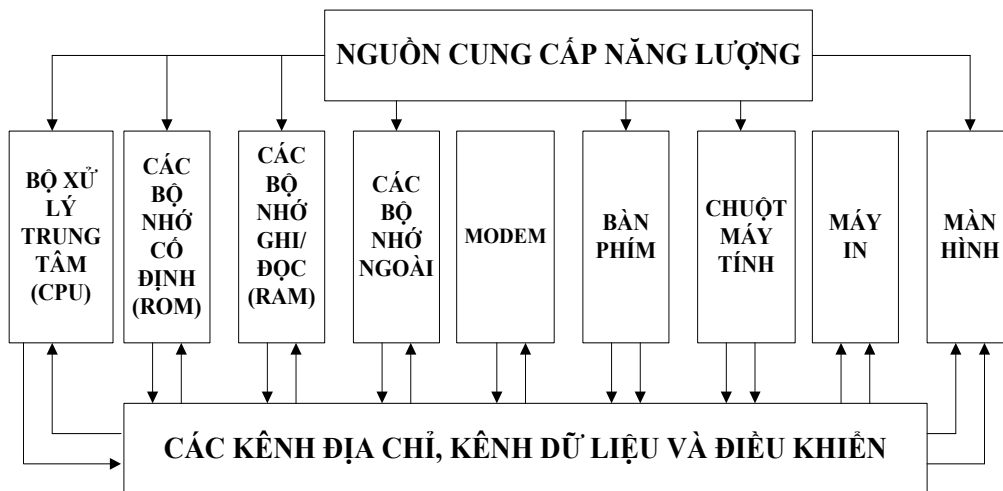 NGUỒN CUNG CẤP NĂNG LƯỢNG
BỘ XỬ
LÝ
TRUNG
TÂM
(CPU)
CÁC
BỘ
NHỚ
CỐ
ĐỊNH
(ROM)
CÁC
BỘ
NHỚ
GHI/
ĐỌC
(RAM)
CÁC
BỘ
NHỚ
NGOÀI
MODEM
BÀN
PHÍM
CHUỘT
MÁY
TÍNH
MÁY
IN
MÀN
HÌNH
CÁC KÊNH ĐỊA CHỈ, KÊNH DỮ LIỆU VÀ ĐIỀU KHIỂN